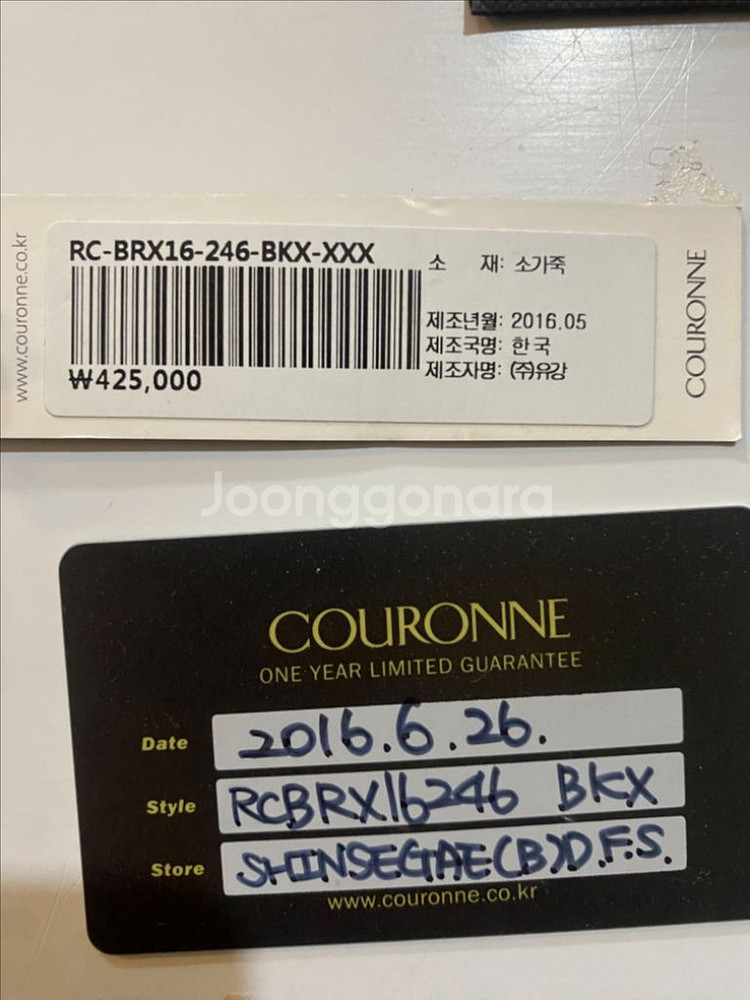 www.couronne.co.kr
RC-BRX16-246-BKX-XXX
₩425,000
소 재: 소가죽
제조년월: 2016.05
제조국명: 한국
제조자명: (주)유강
COURONNE
Joonggonara
COURONNE
ONE YEAR LIMITED GUARANTEE
Date 2016.6.26.
Style RCBRX16246 BKX
Store SHINSEGAE(B)D.F.S.
www.couronne.co.kr